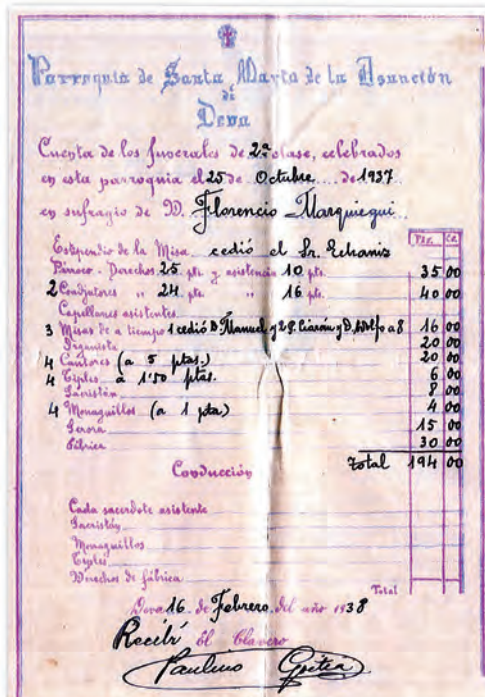 Parroquia de Santa María de la Asunción
de
Deva
Cuenta de los funerales de 2ª clase, celebrados
en esta parroquia el 25 de Octubre de 1937
en sufragio de D. Florencio Marquiegui
PTS. CS.
Estipendio de la Misa cedió el Sr. Echaniz
Párroco - Derechos 25 pts. y asistencia 10 pts. 35 00
2 Coadjutores " 24 pts. " 16 pts. 40 00
Capellanes asistentes
3 Misas de a tiempo 1 cedió D. Manuel y 2 S. Ciarán y D. a 8 16 00
Organista 20 00
4 Cantores (a 5 ptas.) 20 00
4 Tiples a 1'50 ptas. 6 00
Sacristán 8 00
4 Monaguillos (a 1 pta) 4 00
Serora 15 00
Fábrica 30 00
Total 194 00
Conducción
Cada sacerdote asistente
Sacristán
Monaguillos
Tiples
Derechos de fábrica
Total
Deva 16 de Febrero del año 1938
Recibí El Clavero
Paulino